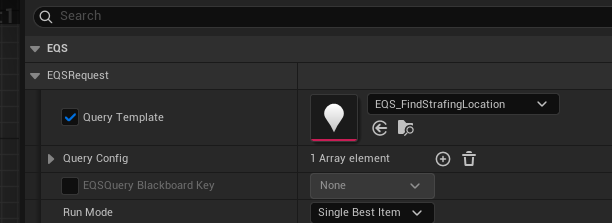 Search
EQS
EQSRequest
Query Template
EQS_FindStrafingLocation
Query Config
1 Array element
EQSQuery Blackboard Key
None
Run Mode
Single Best Item